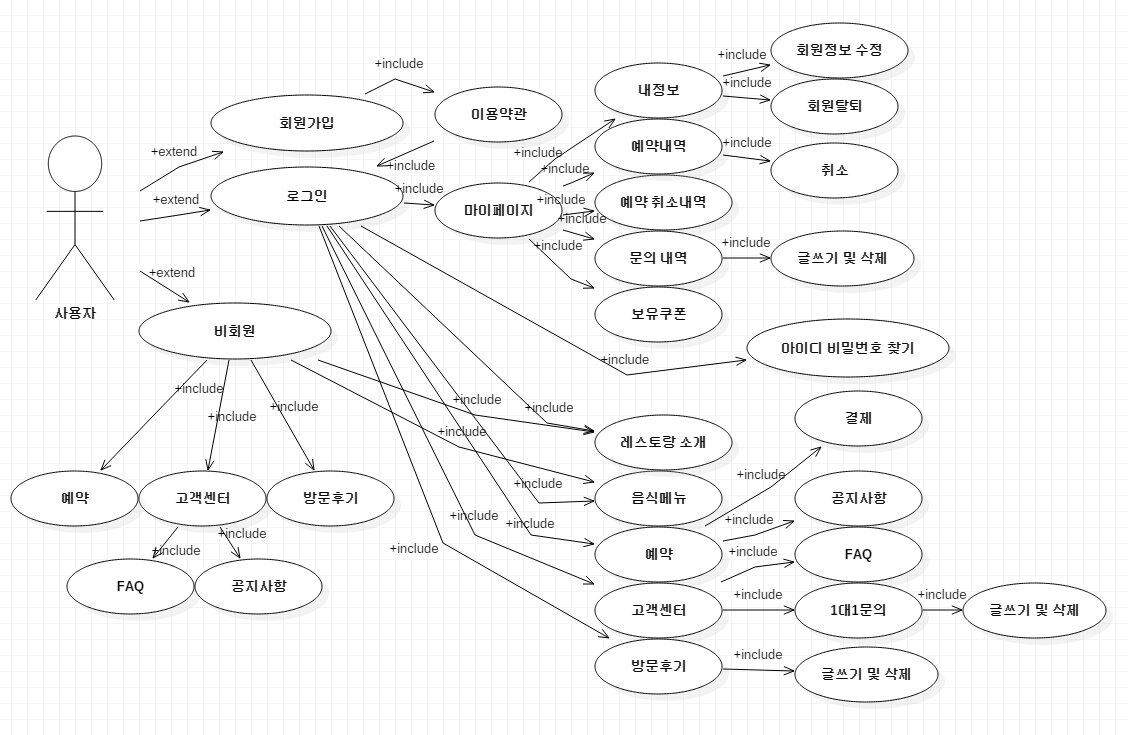 회원정보 수정
+include
+include
내정보
+include
회원탈퇴
이용약관
회원가입
+extend
+include
예약내역
+include
+include
+include
취소
로그인
+include
+extend
마이페이지
+include
예약 취소내역
+include
+include
문의 내역
+include
글쓰기 및 삭제
+extend
사용자
보유쿠폰
비회원
아이디 비밀번호 찾기
+include
+include
+include
+include
+include
+include
+include
결제
+include
레스토랑 소개
+include
+include
예약
고객센터
방문후기
음식메뉴
공지사항
+include
+include
+include
+include
+include
+include
+include
예약
FAQ
FAQ
공지사항
+include
고객센터
1대1문의
+include
글쓰기 및 삭제
방문후기
+include
글쓰기 및 삭제